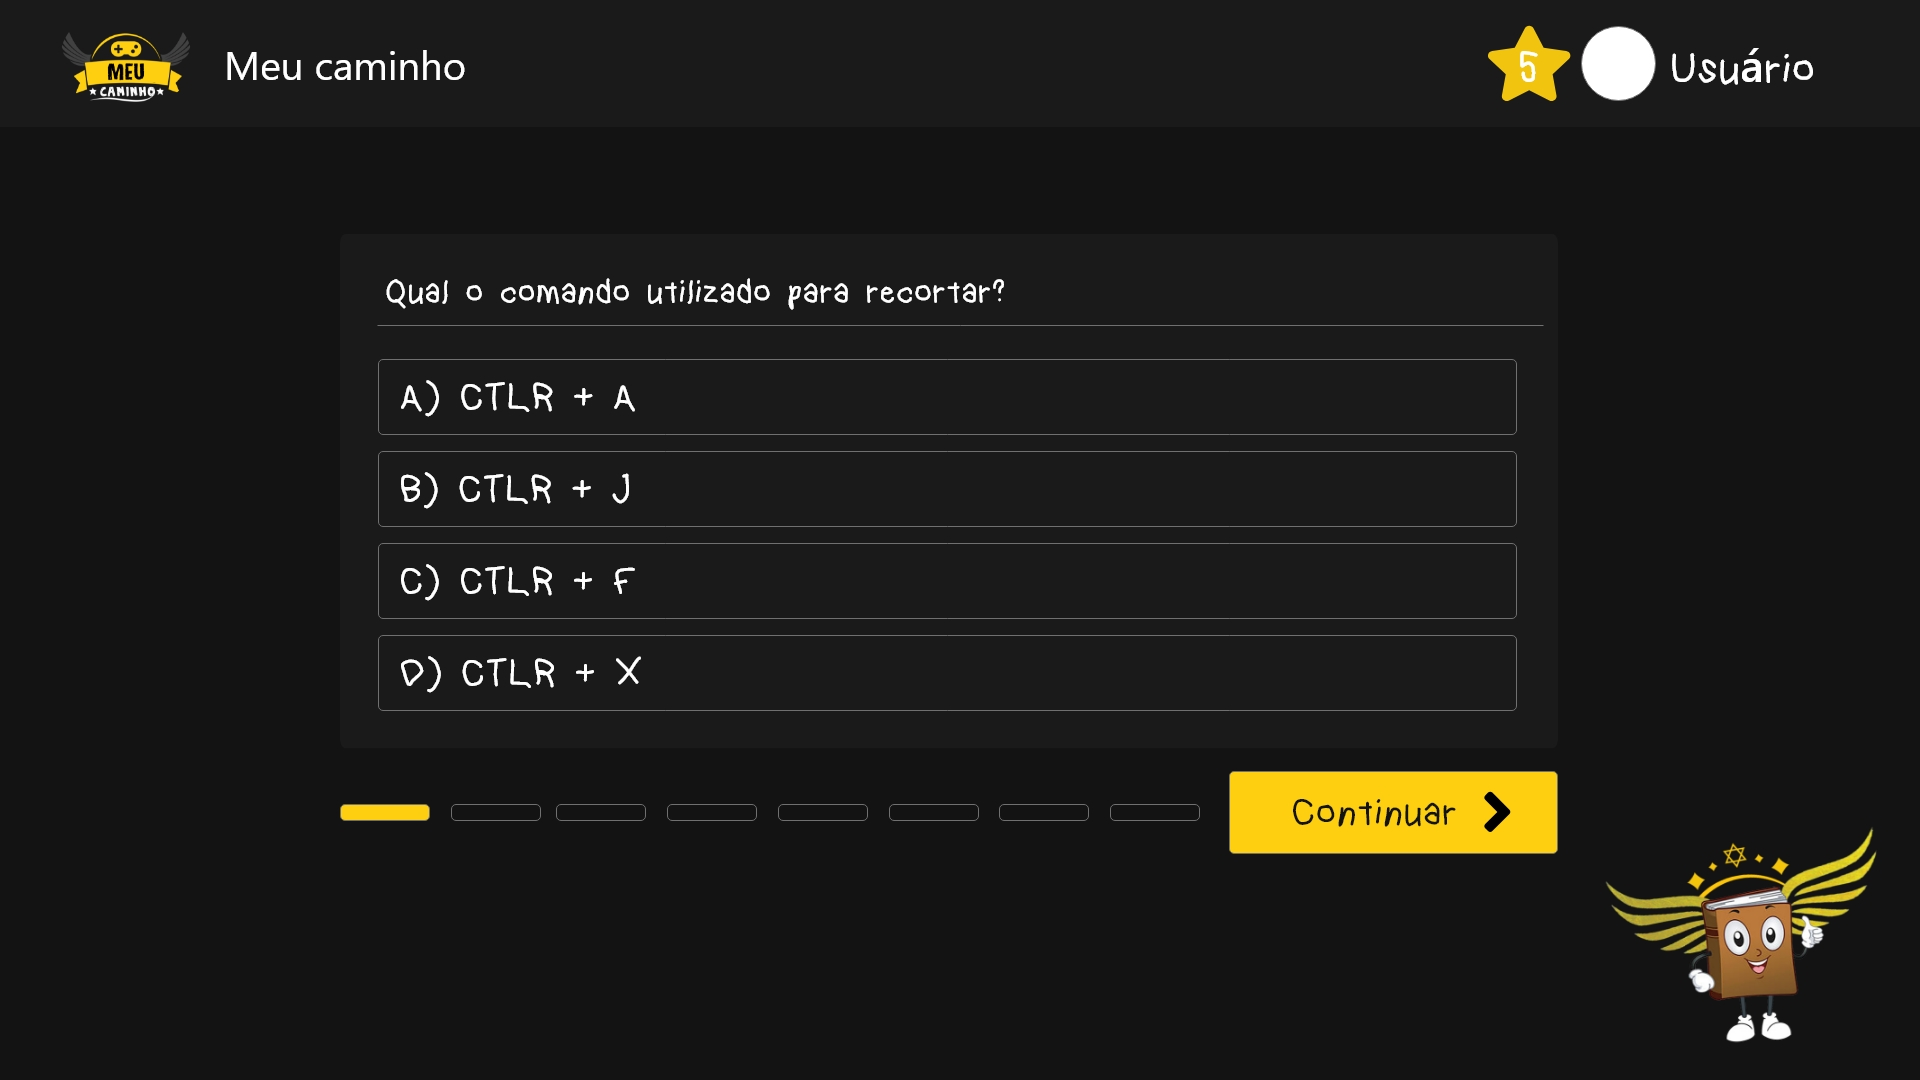 MEU
CAMINHO
Meu caminho
5
Usuário
Qual o comando utilizado para recortar?
A) CTLR + A
B) CTLR + J
C) CTLR + F
D) CTLR + X
Continuar